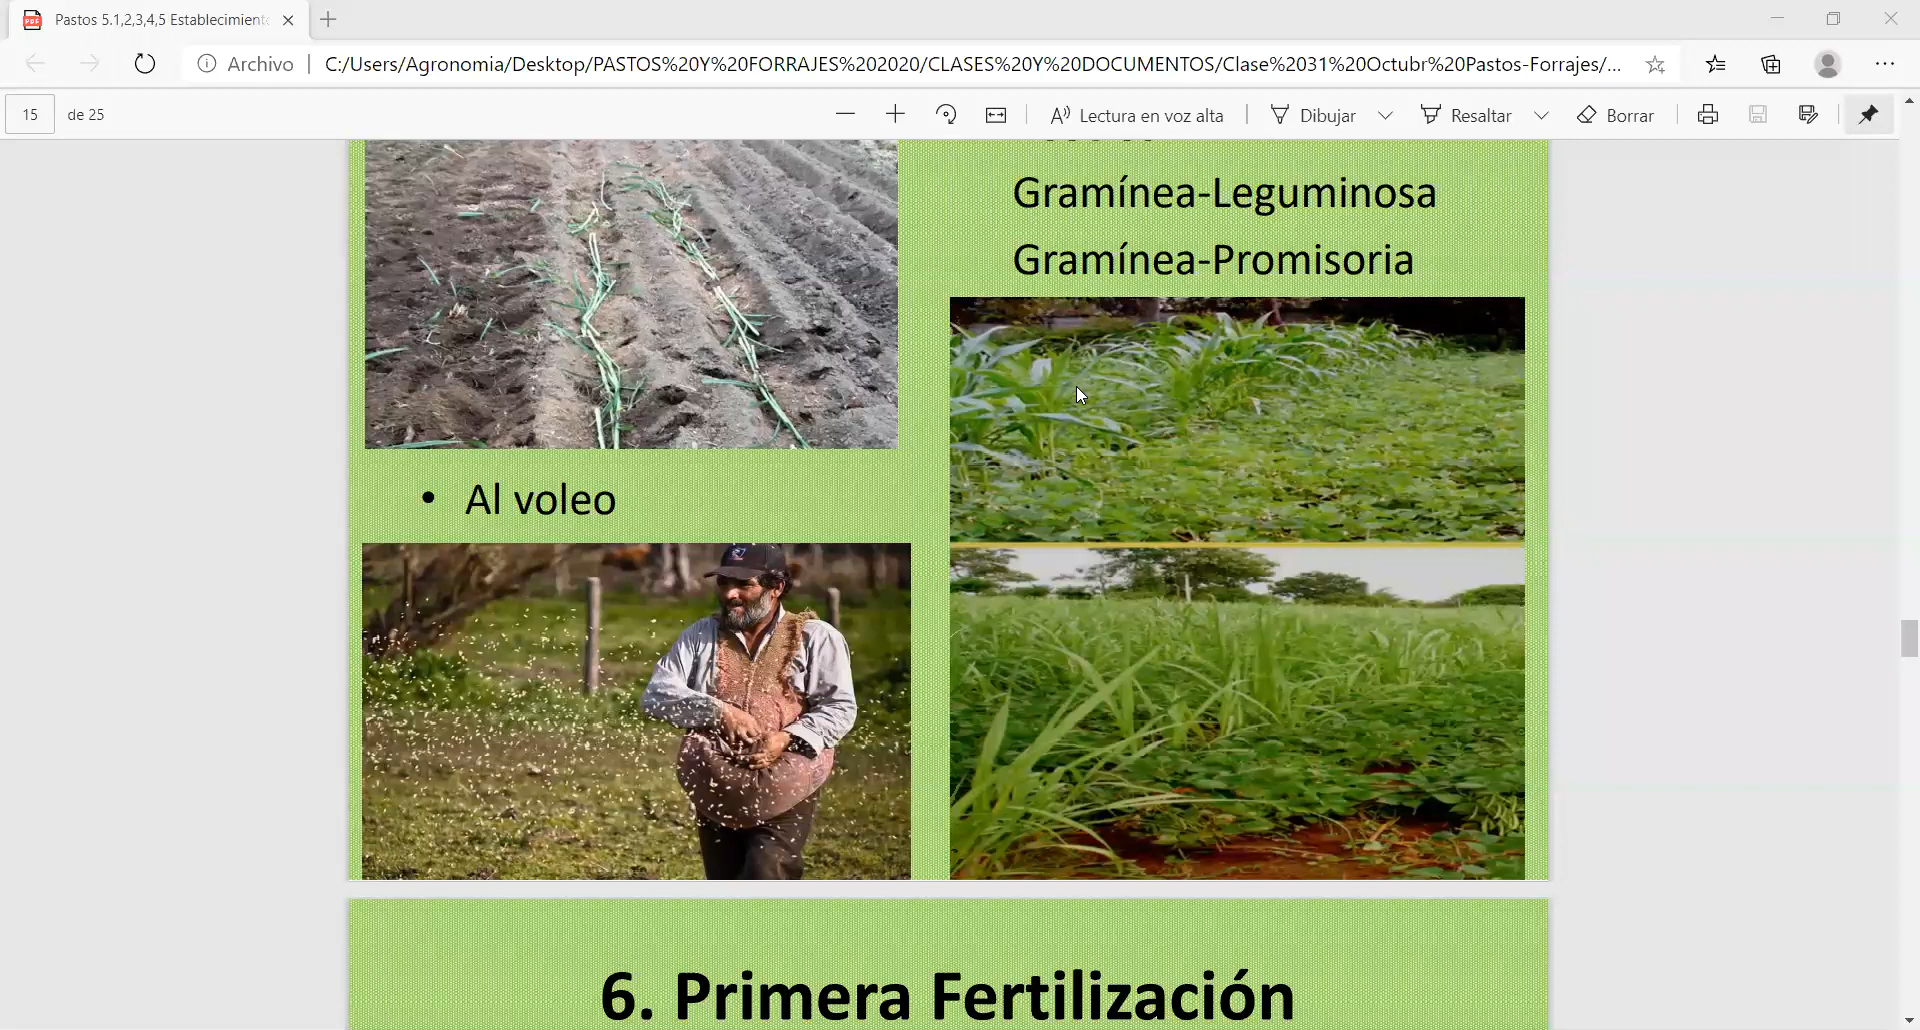 Pastos 5.1,2,3,4,5 Establecimient
Archivo
C:/Users/Agronomia/Desktop/PASTOS%20Y%20FORRAJES%202020/CLASES%20Y%20DOCUMENTOS/Clase%2031%20Octubr%20Pastos-Forrajes/...
15 de 25
Lectura en voz alta
Dibujar
Resaltar
Borrar
Gramínea-Leguminosa
Gramínea-Promisoria
• Al voleo
6. Primera Fertilización